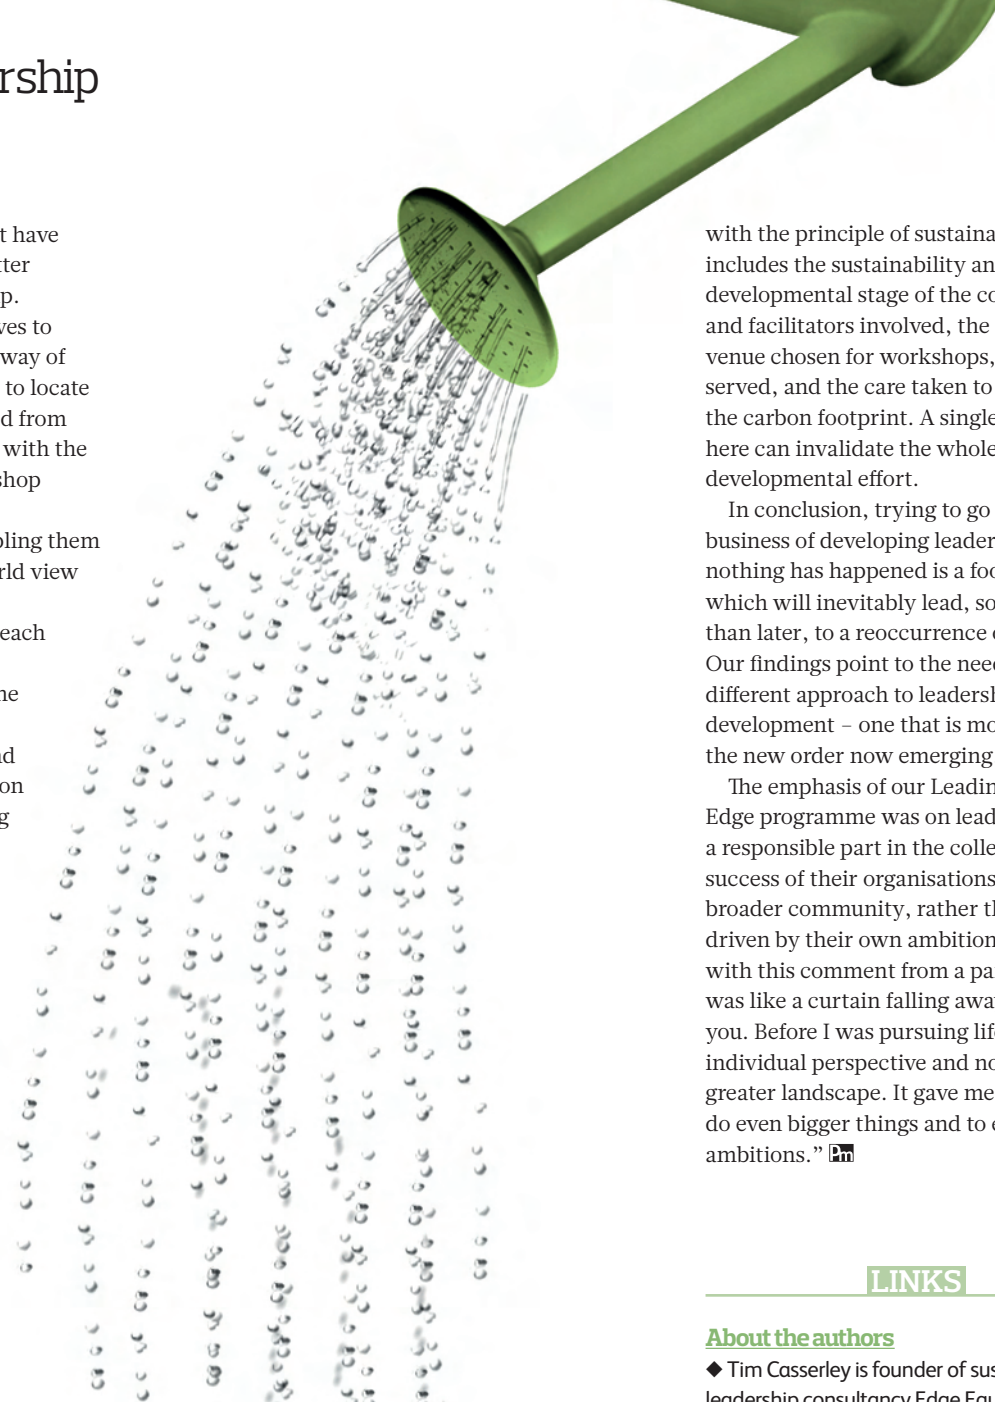 rship
t have
tter
p.
ves to
way of
to locate
d from
with the
shop
bling them
rld view
each
ne
nd
on
g
with the principle of sustaina
includes the sustainability an
developmental stage of the co
and facilitators involved, the
venue chosen for workshops,
served, and the care taken to
the carbon footprint. A single
here can invalidate the whole
developmental effort.
In conclusion, trying to go
business of developing leader
nothing has happened is a foo
which will inevitably lead, so
than later, to a reoccurrence
Our findings point to the need
different approach to leadersh
development – one that is mo
the new order now emerging
The emphasis of our Leadin
Edge programme was on lead
a responsible part in the colle
success of their organisations
broader community, rather th
driven by their own ambition
with this comment from a pa
was like a curtain falling awa
you. Before I was pursuing life
individual perspective and no
greater landscape. It gave me
do even bigger things and to e
ambitions.” Pm
LINKS
About the authors
◆ Tim Casserley is founder of sus
leadership consultancy Edge Equ